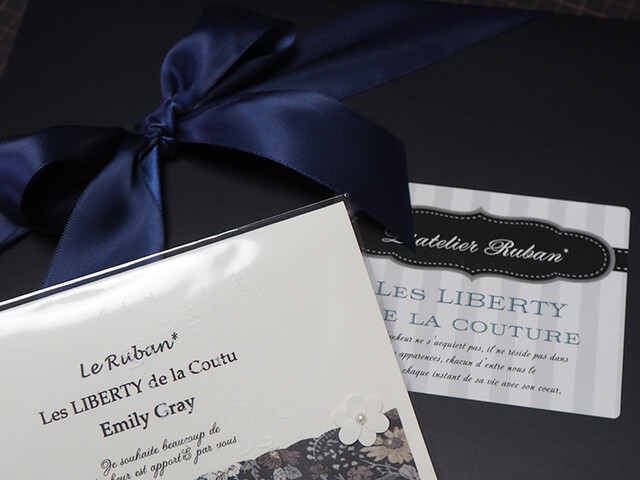 L'atelier Ruban*
LES LIBERTY
DE LA COUTURE
s'acquiert pas, il ne réside pas dans
apparences, chacun d'entre nous le
chaque instant de sa vie avec son coeur.
Le Ruban*
Les LIBERTY de la Coutu
Emily Gray
Je souhaite beaucoup de
heur est apporté par vous.